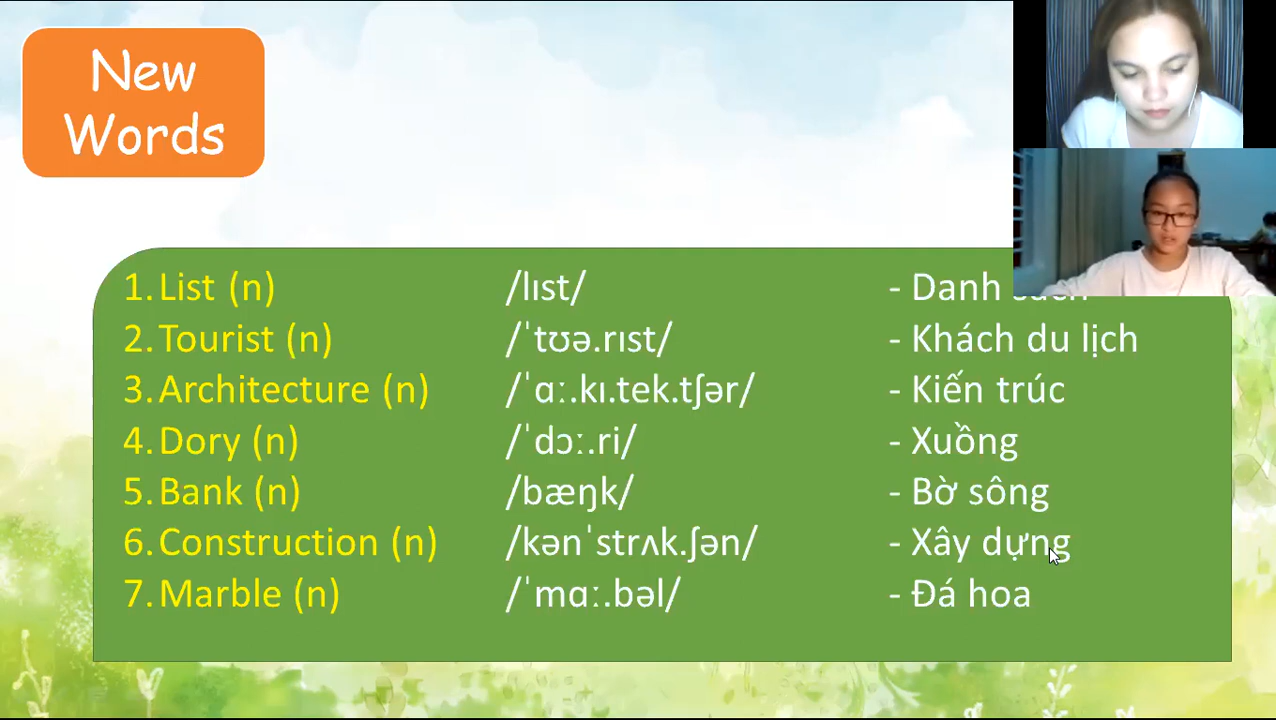 New
Words
1. List (n) /lɪst/ - Danh
2. Tourist (n) /ˈtʊə.rɪst/ - Khách du lịch
3. Architecture (n) /ˈɑː.kɪ.tek.tʃər/ - Kiến trúc
4. Dory (n) /ˈdɔː.ri/ - Xuồng
5. Bank (n) /bæŋk/ - Bờ sông
6. Construction (n) /kənˈstrʌk.ʃən/ - Xây dựng
7. Marble (n) /ˈmɑː.bəl/ - Đá hoa